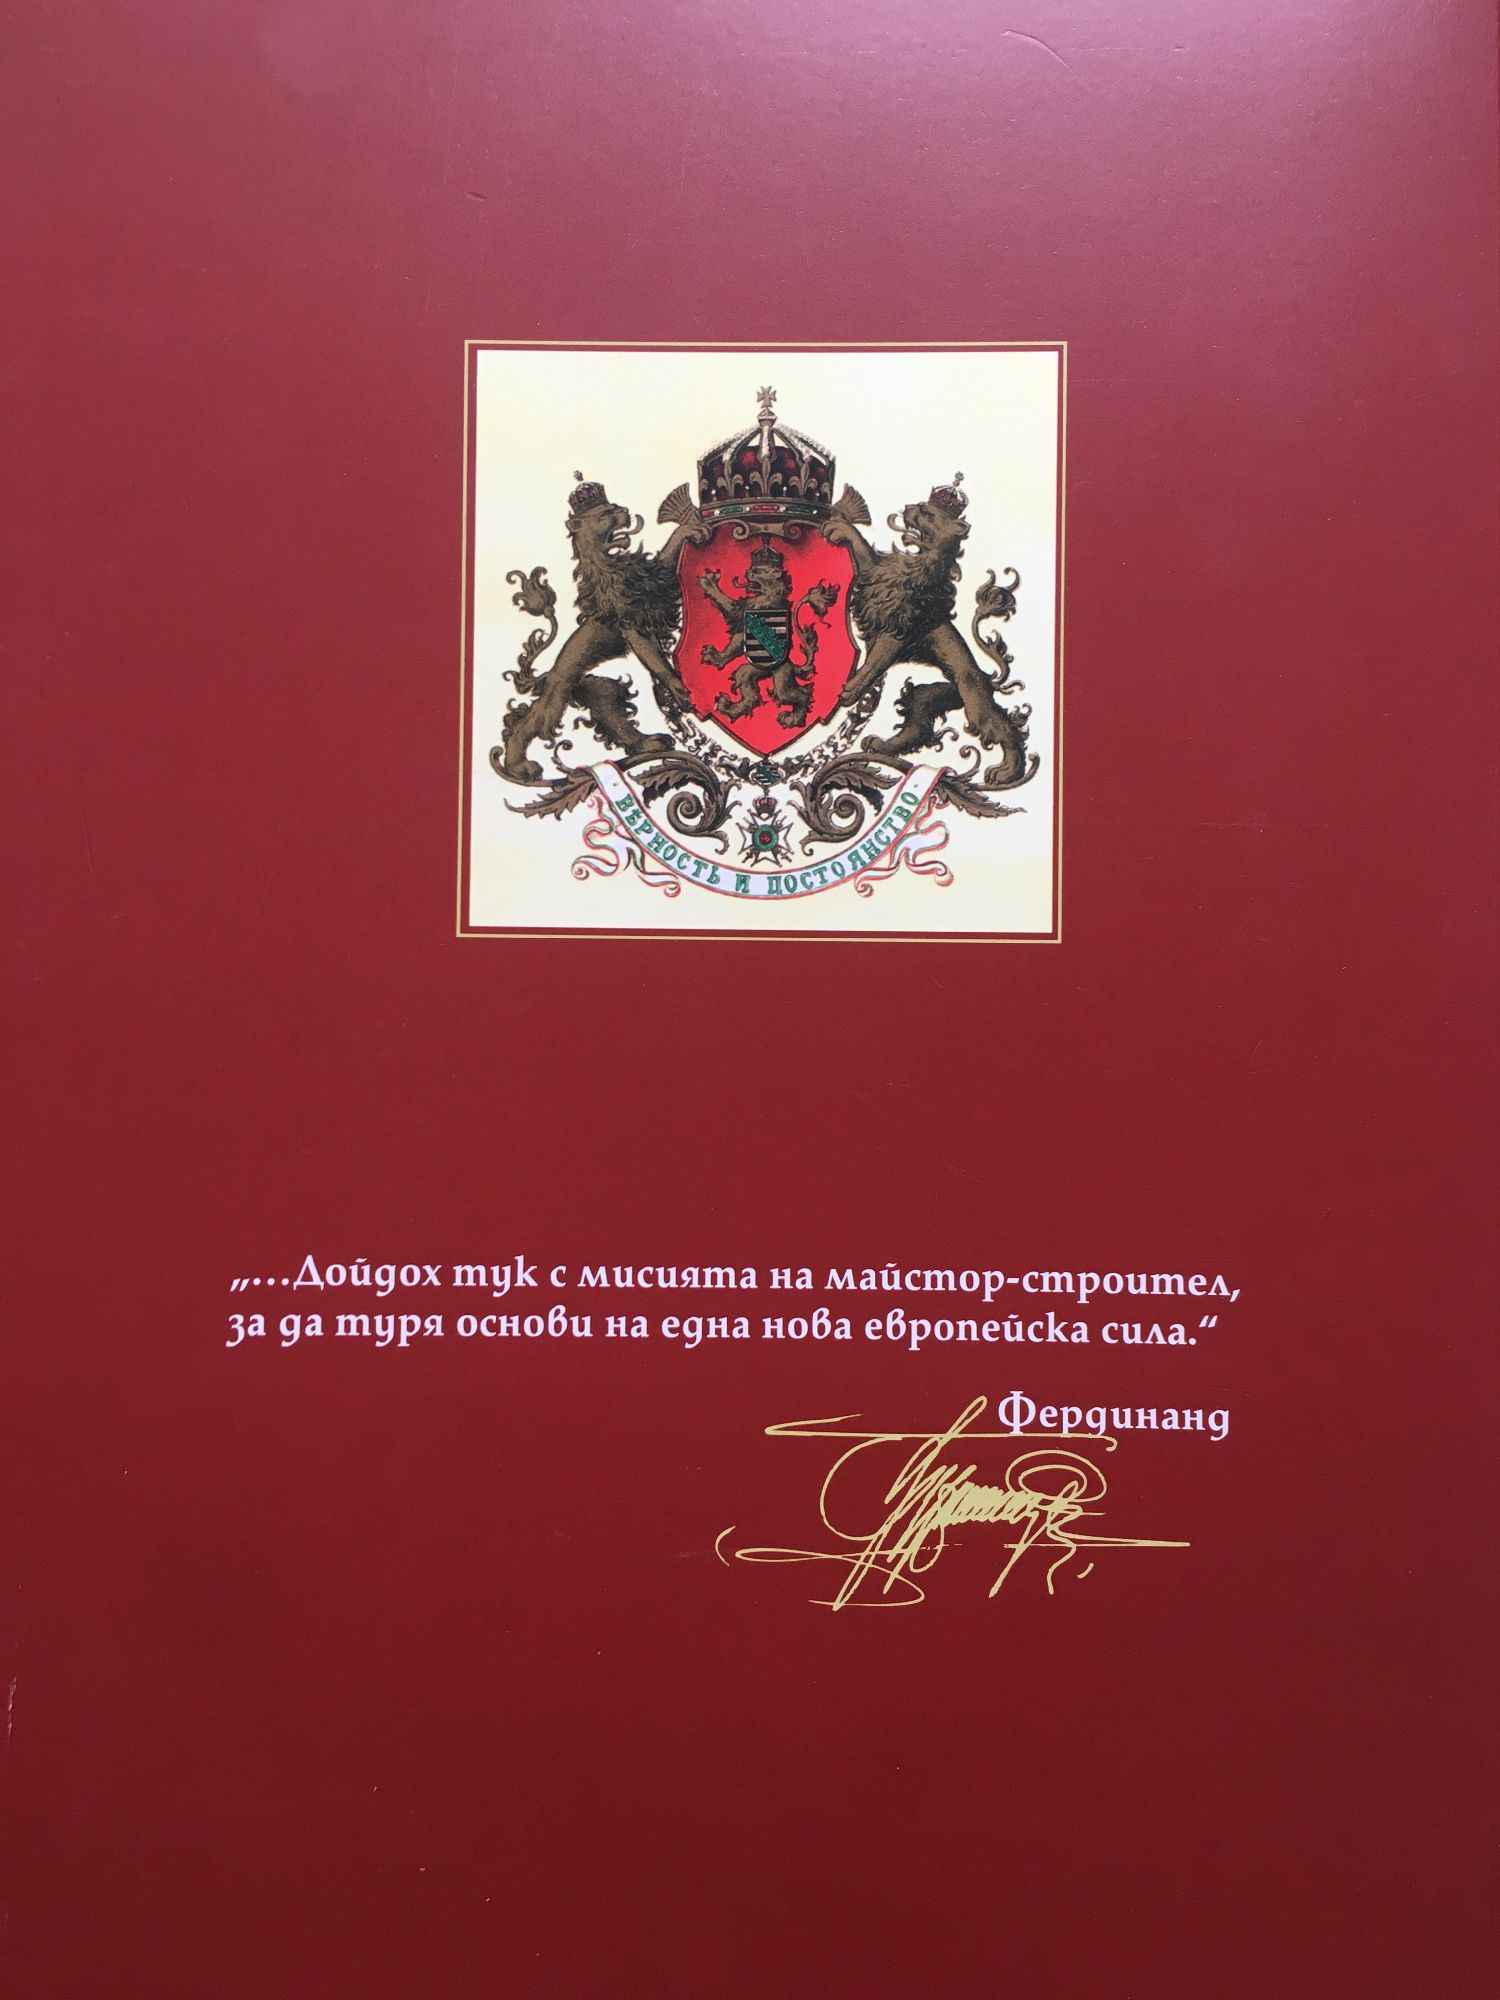 ВѢРНОСТЬ И ПОСТОЯНСТВО
„...Дойдох тук с мисията на майстор-строител,
за да туря основи на една нова европейска сила.“
Фердинанд